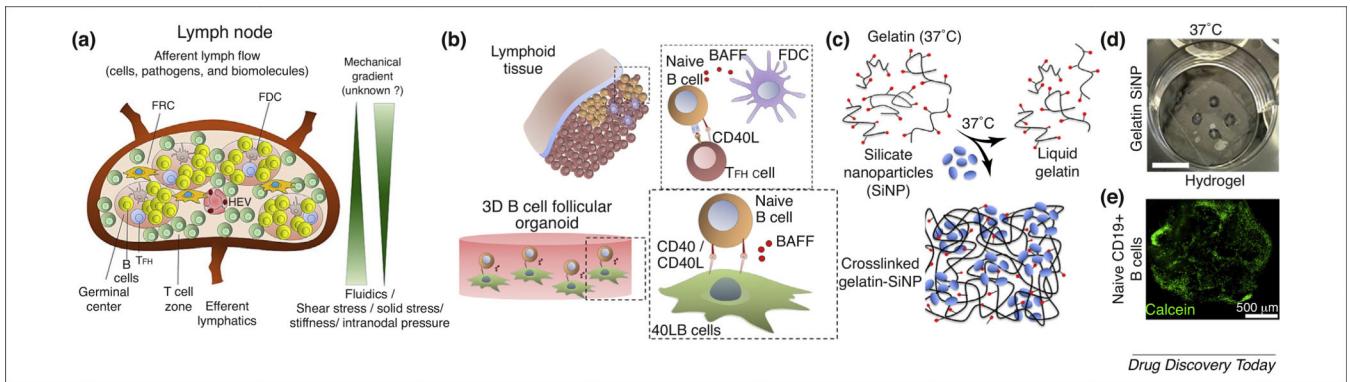 (a)
Lymph node
Afferent lymph flow
(cells, pathogens, and biomolecules)
FRC
FDC
HEV
B
cells
TFH
Germinal
center
T cell
zone
Efferent
lymphatics
Mechanical
gradient
(unknown ?)
Fluidics /
Shear stress / solid stress/
stiffness/ intranodal pressure
(b)
Lymphoid
tissue
Naive
B cell
BAFF
FDC
CD40L
TFH cell
3D B cell follicular
organoid
Naive
B cell
CD40 /
CD40L
BAFF
40LB cells
(c)
Gelatin (37°C)
37°C
Silicate
nanoparticles
(SiNP)
Liquid
gelatin
Crosslinked
gelatin-SiNP
(d)
37°C
Gelatin SiNP
Hydrogel
(e)
Naive CD19+
B cells
Calcein
500 µm
Drug Discovery Today